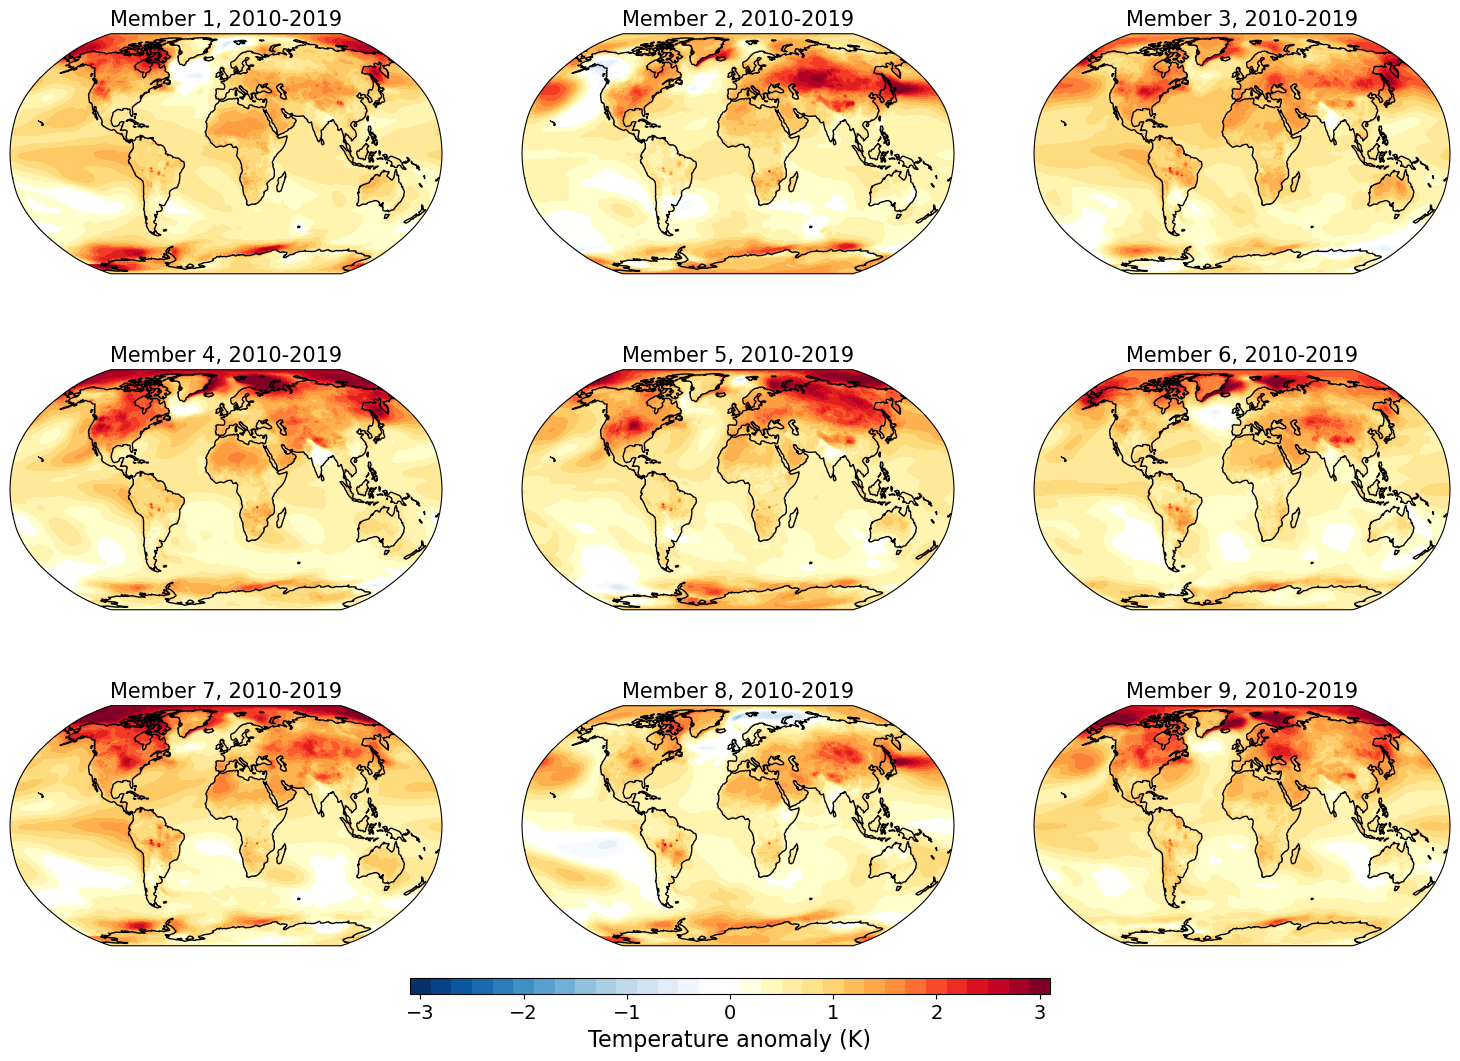 Member 1, 2010-2019
Member 2, 2010-2019
Member 3, 2010-2019
Member 4, 2010-2019
Member 5, 2010-2019
Member 6, 2010-2019
Member 7, 2010-2019
Member 8, 2010-2019
Member 9, 2010-2019
−3 −2 −1 0 1 2 3
Temperature anomaly (K)